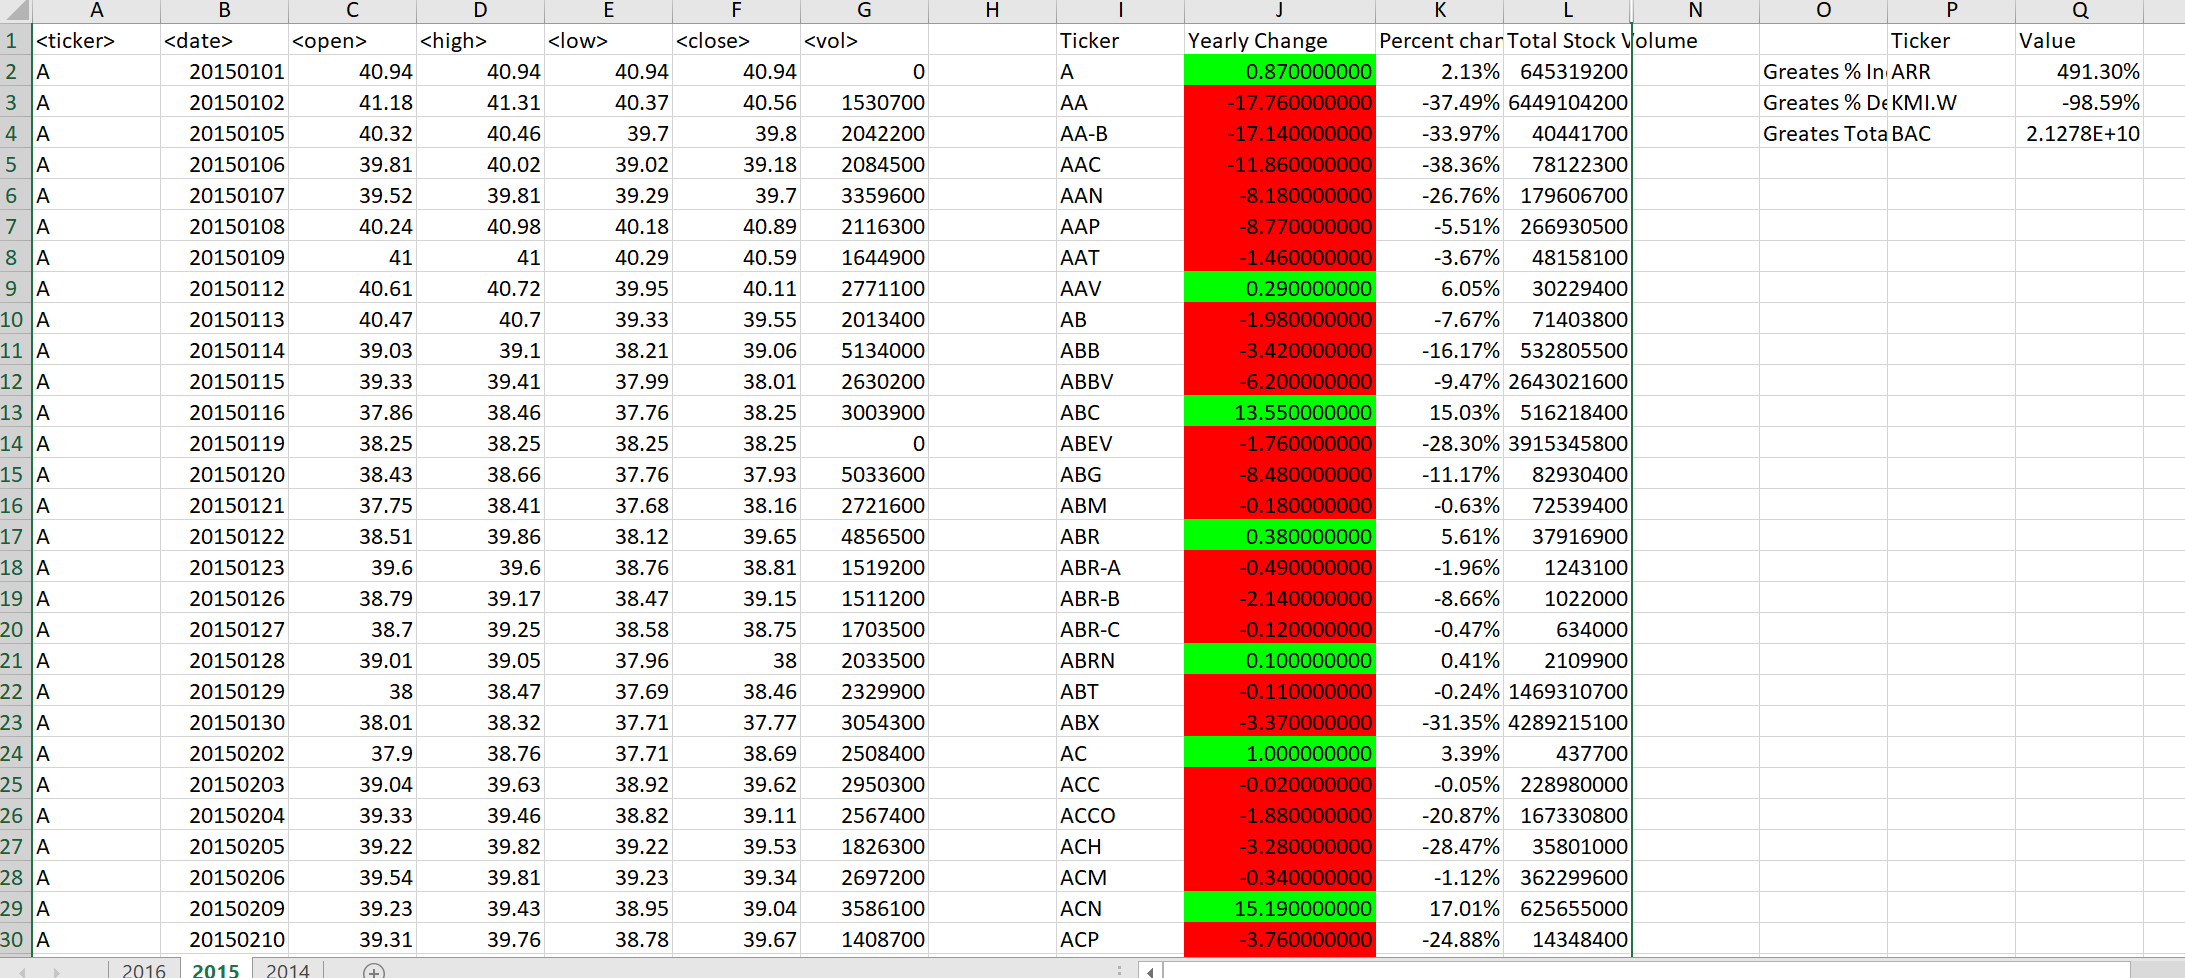 A B C D E F G H I J K L N O P Q
1 <ticker> <date> <open> <high> <low> <close> <vol> Ticker Yearly Change Percent chan Total Stock Volume Ticker Value
2 A 20150101 40.94 40.94 40.94 40.94 0 A 0.870000000 2.13% 645319200 Greates % In ARR 491.30%
3 A 20150102 41.18 41.31 40.37 40.56 1530700 AA -17.760000000 -37.49% 6449104200 Greates % De KMI.W -98.59%
4 A 20150105 40.32 40.46 39.7 39.8 2042200 AA-B -17.140000000 -33.97% 40441700 Greates Tota BAC 2.1278E+10
5 A 20150106 39.81 40.02 39.02 39.18 2084500 AAC -11.860000000 -38.36% 78122300
6 A 20150107 39.52 39.81 39.29 39.7 3359600 AAN -8.180000000 -26.76% 179606700
7 A 20150108 40.24 40.98 40.18 40.89 2116300 AAP -8.770000000 -5.51% 266930500
8 A 20150109 41 41 40.29 40.59 1644900 AAT -1.460000000 -3.67% 48158100
9 A 20150112 40.61 40.72 39.95 40.11 2771100 AAV 0.290000000 6.05% 30229400
10 A 20150113 40.47 40.7 39.33 39.55 2013400 AB -1.980000000 -7.67% 71403800
11 A 20150114 39.03 39.1 38.21 39.06 5134000 ABB -3.420000000 -16.17% 532805500
12 A 20150115 39.33 39.41 37.99 38.01 2630200 ABBV -6.200000000 -9.47% 2643021600
13 A 20150116 37.86 38.46 37.76 38.25 3003900 ABC 13.550000000 15.03% 516218400
14 A 20150119 38.25 38.25 38.25 38.25 0 ABEV -1.760000000 -28.30% 3915345800
15 A 20150120 38.43 38.66 37.76 37.93 5033600 ABG -8.480000000 -11.17% 82930400
16 A 20150121 37.75 38.41 37.68 38.16 2721600 ABM -0.180000000 -0.63% 72539400
17 A 20150122 38.51 39.86 38.12 39.65 4856500 ABR 0.380000000 5.61% 37916900
18 A 20150123 39.6 39.6 38.76 38.81 1519200 ABR-A -0.490000000 -1.96% 1243100
19 A 20150126 38.79 39.17 38.47 39.15 1511200 ABR-B -2.140000000 -8.66% 1022000
20 A 20150127 38.7 39.25 38.58 38.75 1703500 ABR-C -0.120000000 -0.47% 634000
21 A 20150128 39.01 39.05 37.96 38 2033500 ABRN 0.100000000 0.41% 2109900
22 A 20150129 38 38.47 37.69 38.46 2329900 ABT -0.110000000 -0.24% 1469310700
23 A 20150130 38.01 38.32 37.71 37.77 3054300 ABX -3.370000000 -31.35% 4289215100
24 A 20150202 37.9 38.76 37.71 38.69 2508400 AC 1.000000000 3.39% 437700
25 A 20150203 39.04 39.63 38.92 39.62 2950300 ACC -0.020000000 -0.05% 228980000
26 A 20150204 39.33 39.46 38.82 39.11 2567400 ACCO -1.880000000 -20.87% 167330800
27 A 20150205 39.22 39.82 39.22 39.53 1826300 ACH -3.280000000 -28.47% 35801000
28 A 20150206 39.54 39.81 39.23 39.34 2697200 ACM -0.340000000 -1.12% 362299600
29 A 20150209 39.23 39.43 38.95 39.04 3586100 ACN 15.190000000 17.01% 625655000
30 A 20150210 39.31 39.76 38.78 39.67 1408700 ACP -3.760000000 -24.88% 14348400
2016 2015 2014